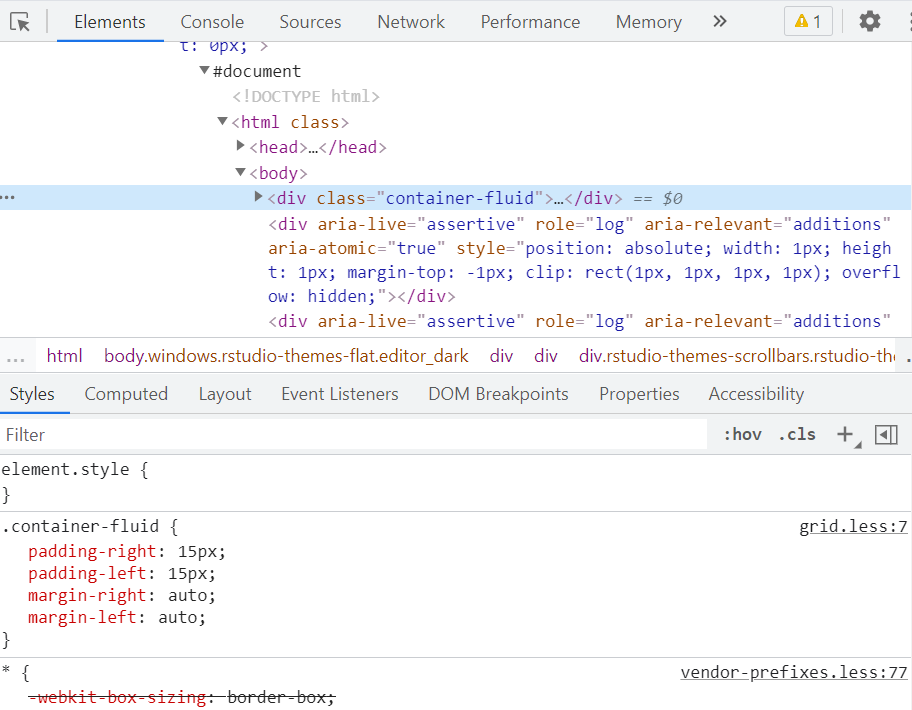 Elements Console Sources Network Performance Memory » 1
t: 0px; >
▼#document
<!DOCTYPE html>
▼<html class>
▶<head>…</head>
▼<body>
… ▶<div class="container-fluid">…</div> == $0
<div aria-live="assertive" role="log" aria-relevant="additions"
aria-atomic="true" style="position: absolute; width: 1px; heigh
t: 1px; margin-top: -1px; clip: rect(1px, 1px, 1px, 1px); overfl
ow: hidden;"></div>
<div aria-live="assertive" role="log" aria-relevant="additions"
… html body.windows.rstudio-themes-flat.editor_dark div div div.rstudio-themes-scrollbars.rstudio-the
Styles Computed Layout Event Listeners DOM Breakpoints Properties Accessibility
Filter :hov .cls +
element.style {
}
.container-fluid { grid.less:7
padding-right: 15px;
padding-left: 15px;
margin-right: auto;
margin-left: auto;
}
* { vendor-prefixes.less:77
-webkit-box-sizing: border-box;